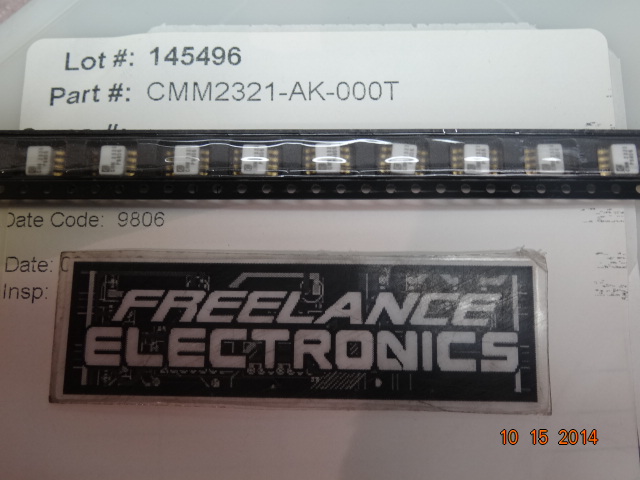 Lot #: 145496
Part #: CMM2321-AK-000T
Date Code: 9806
Date:
Insp:
FREELANCE
ELECTRONICS
10 15 2014